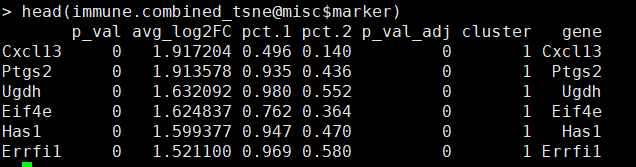 > head(immune.combined_tsne@misc$marker)
p_val avg_log2FC pct.1 pct.2 p_val_adj cluster gene
Cxcl13 0 1.917204 0.496 0.140 0 1 Cxcl13
Ptgs2 0 1.913578 0.935 0.436 0 1 Ptgs2
Ugdh 0 1.632092 0.980 0.552 0 1 Ugdh
Eif4e 0 1.624837 0.762 0.364 0 1 Eif4e
Has1 0 1.599377 0.947 0.470 0 1 Has1
Errfi1 0 1.521100 0.969 0.580 0 1 Errfi1